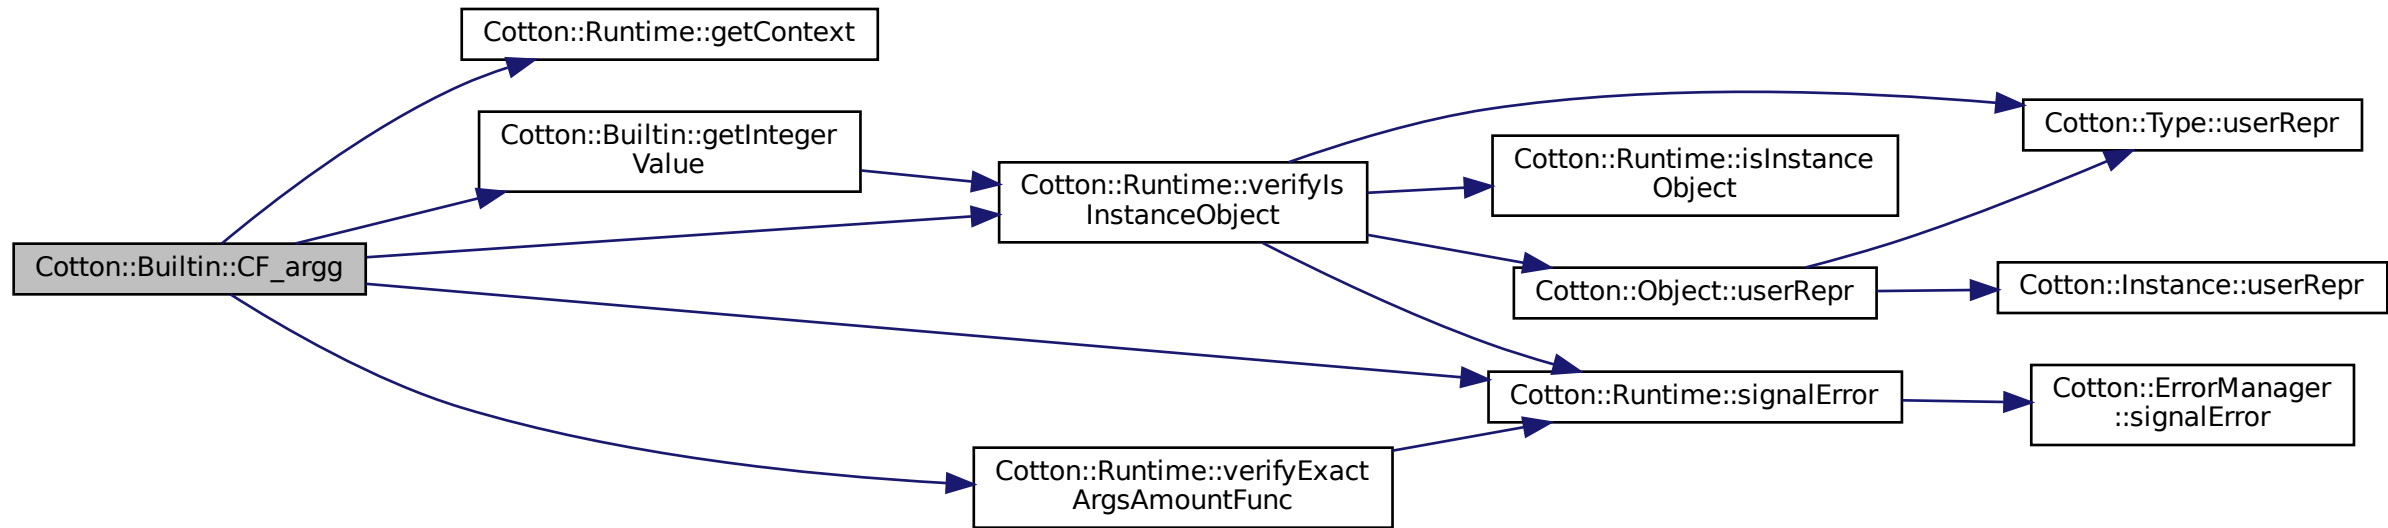 Cotton::Runtime::getContext
Cotton::Builtin::getInteger
Value
Cotton::Builtin::CF_argg
Cotton::Runtime::verifyIs
InstanceObject
Cotton::Runtime::verifyExact
ArgsAmountFunc
Cotton::Runtime::isInstance
Object
Cotton::Object::userRepr
Cotton::Runtime::signalError
Cotton::Type::userRepr
Cotton::Instance::userRepr
Cotton::ErrorManager
::signalError